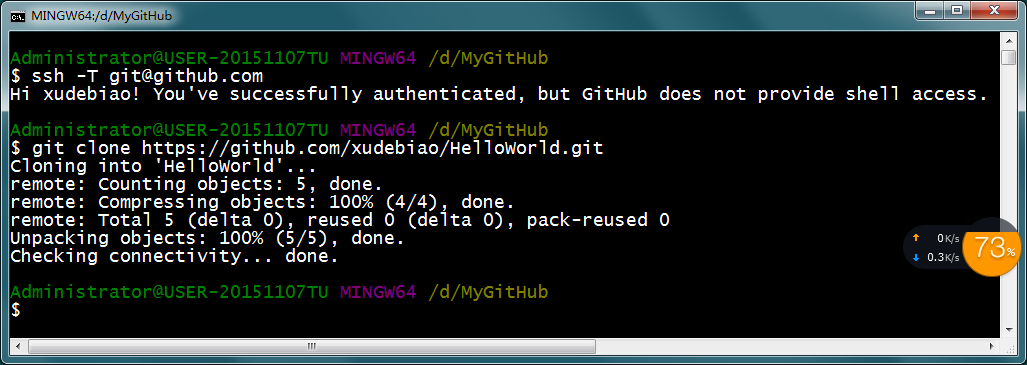 MINGW64:/d/MyGitHub
Administrator@USER-20151107TU MINGW64 /d/MyGitHub
$ ssh -T git@github.com
Hi xudebiao! You've successfully authenticated, but GitHub does not provide shell access.
Administrator@USER-20151107TU MINGW64 /d/MyGitHub
$ git clone https://github.com/xudebiao/HelloWorld.git
Cloning into 'HelloWorld'...
remote: Counting objects: 5, done.
remote: Compressing objects: 100% (4/4), done.
remote: Total 5 (delta 0), reused 0 (delta 0), pack-reused 0
Unpacking objects: 100% (5/5), done.
Checking connectivity... done.
Administrator@USER-20151107TU MINGW64 /d/MyGitHub
$
0K/s
0.3K/s
73%